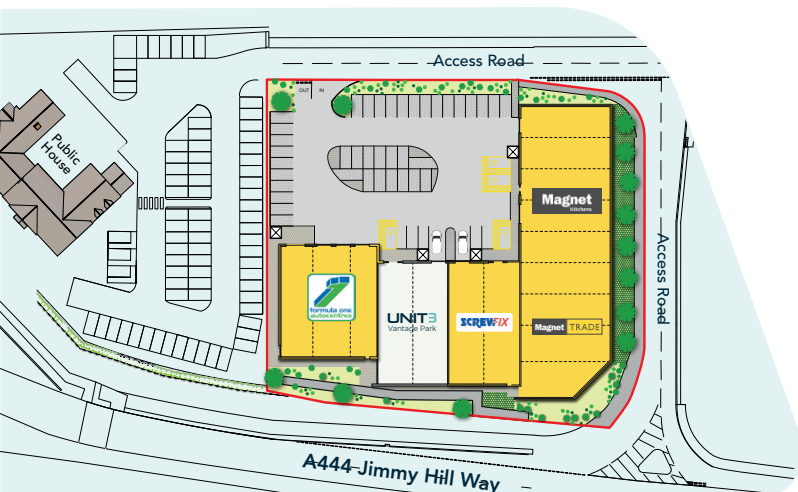 Access Road
OUT IN
Public
House
Magnet
Kitchens
Access Road
formula one
autocentres
UNIT3
Vantage Park
SCREWFIX
Magnet TRADE
A444 Jimmy Hill Way